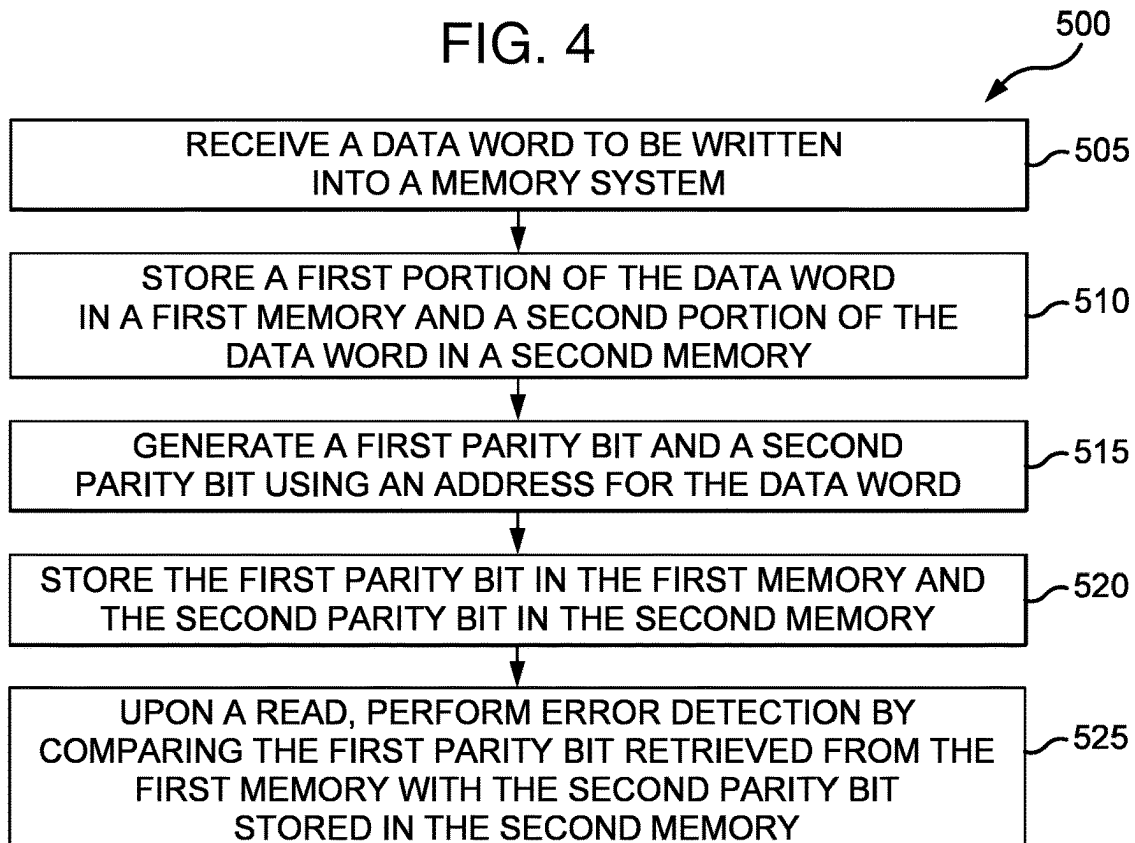 FIG. 4
500
RECEIVE A DATA WORD TO BE WRITTEN
INTO A MEMORY SYSTEM
505
STORE A FIRST PORTION OF THE DATA WORD
IN A FIRST MEMORY AND A SECOND PORTION OF THE
DATA WORD IN A SECOND MEMORY
510
GENERATE A FIRST PARITY BIT AND A SECOND
PARITY BIT USING AN ADDRESS FOR THE DATA WORD
515
STORE THE FIRST PARITY BIT IN THE FIRST MEMORY AND
THE SECOND PARITY BIT IN THE SECOND MEMORY
520
UPON A READ, PERFORM ERROR DETECTION BY
COMPARING THE FIRST PARITY BIT RETRIEVED FROM THE
FIRST MEMORY WITH THE SECOND PARITY BIT
STORED IN THE SECOND MEMORY
525